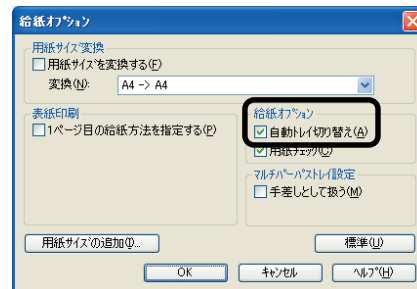 給紙ｵﾌﾟｼｮﾝ
用紙ｻｲｽﾞ変換
用紙ｻｲｽﾞを変換する(F)
変換(N):
A4 -> A4
表紙印刷
1ﾍﾟｰｼﾞ目の給紙方法を指定する(P)
給紙ｵﾌﾟｼｮﾝ
自動ﾄﾚｲ切り替え(A)
用紙ﾁｪｯｸ(C)
ﾏﾙﾁﾊﾟｰﾊﾟｽﾄﾚｲ設定
手差しとして扱う(M)
用紙ｻｲｽﾞの追加(I)...
標準(U)
OK
ｷｬﾝｾﾙ
ﾍﾙﾌﾟ(H)